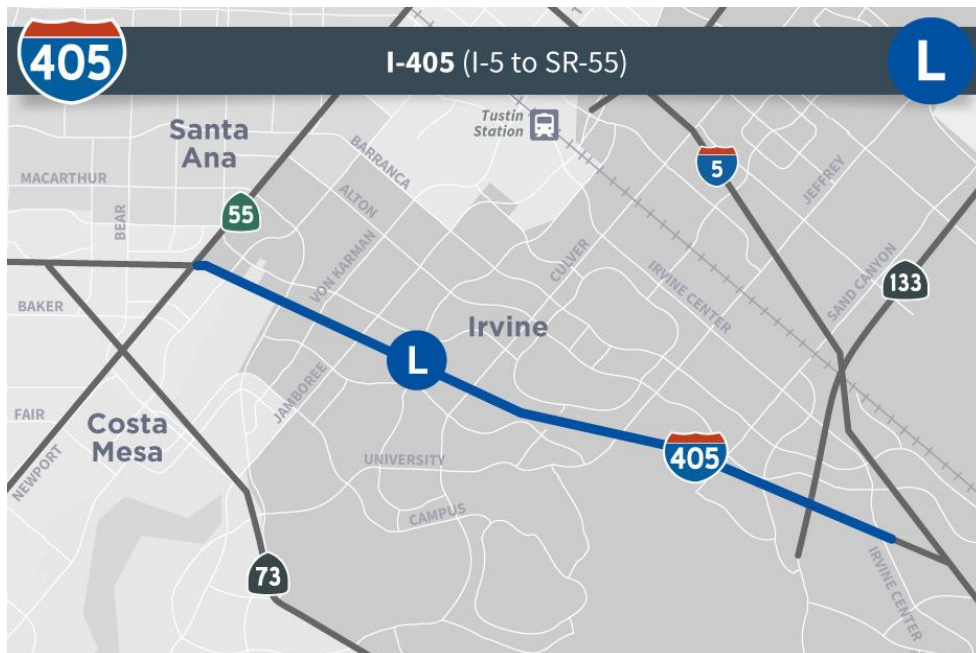 405
I-405 (I-5 to SR-55)
L
Tustin
Station
Santa
Ana
BARRANCA
5
JEFFREY
MACARTHUR
ALTON
BEAR
55
VON KARMAN
CULVER
IRVINE CENTER
SAND CANYON
133
BAKER
Irvine
L
JAMBOREE
FAIR
Costa
Mesa
405
NEWPORT
UNIVERSITY
CAMPUS
73
IRVINE CENTER